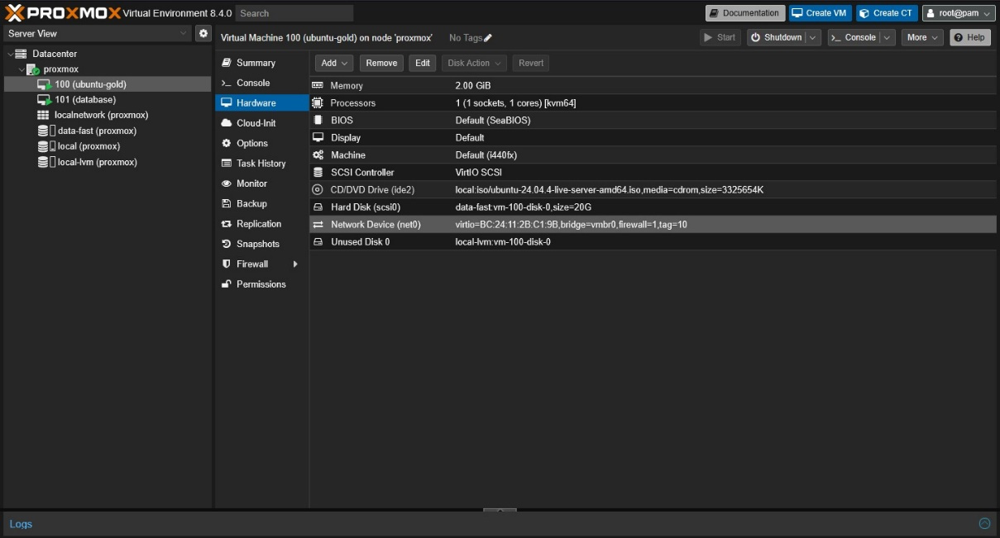 PROXMOX Virtual Environment 8.4.0 Search Documentation Create VM Create CT root@pam
Server View
Datacenter
proxmox
100 (ubuntu-gold)
101 (database)
localnetwork (proxmox)
data-fast (proxmox)
local (proxmox)
local-lvm (proxmox)
Virtual Machine 100 (ubuntu-gold) on node 'proxmox' No Tags Start Shutdown Console More Help
Summary
Console
Hardware
Cloud-Init
Options
Task History
Monitor
Backup
Replication
Snapshots
Firewall
Permissions
Add Remove Edit Disk Action Revert
Memory 2.00 GiB
Processors 1 (1 sockets, 1 cores) [kvm64]
BIOS Default (SeaBIOS)
Display Default
Machine Default (i440fx)
SCSI Controller VirtIO SCSI
CD/DVD Drive (ide2) local:iso/ubuntu-24.04.4-live-server-amd64.iso,media=cdrom,size=3325654K
Hard Disk (scsi0) data-fast:vm-100-disk-0,size=20G
Network Device (net0) virtio=BC:24:11:2B:C1:9B,bridge=vmbr0,firewall=1,tag=10
Unused Disk 0 local-lvm:vm-100-disk-0
Logs